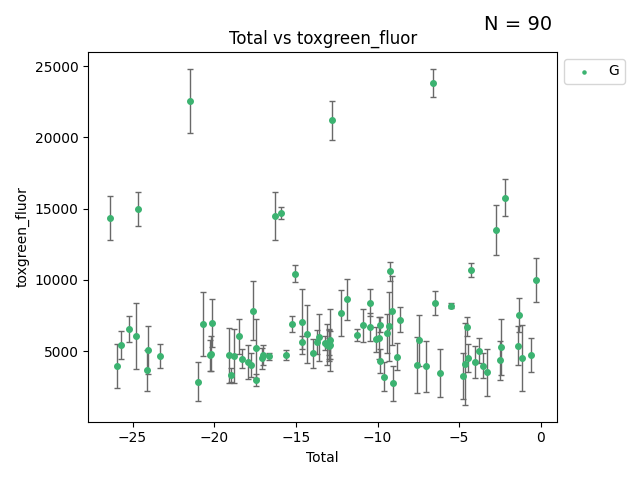 N = 90
Total vs toxgreen_fluor
G
toxgreen_fluor
25000
20000
15000
10000
5000
−25
−20
−15
−10
−5
0
Total